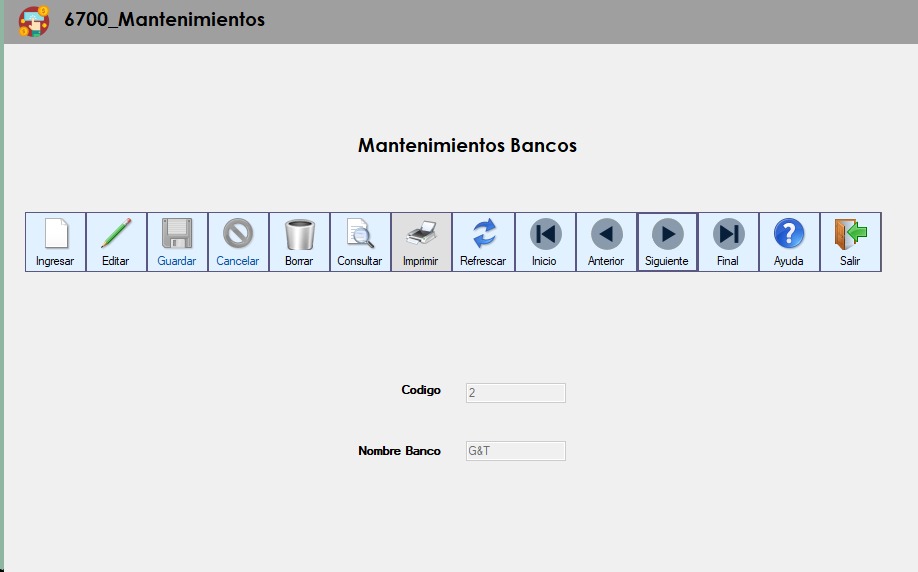 6700_Mantenimientos
Mantenimientos Bancos
Ingresar Editar Guardar Cancelar Borrar Consultar Imprimir Refrescar Inicio Anterior Siguiente Final Ayuda Salir
Codigo 2
Nombre Banco G&T